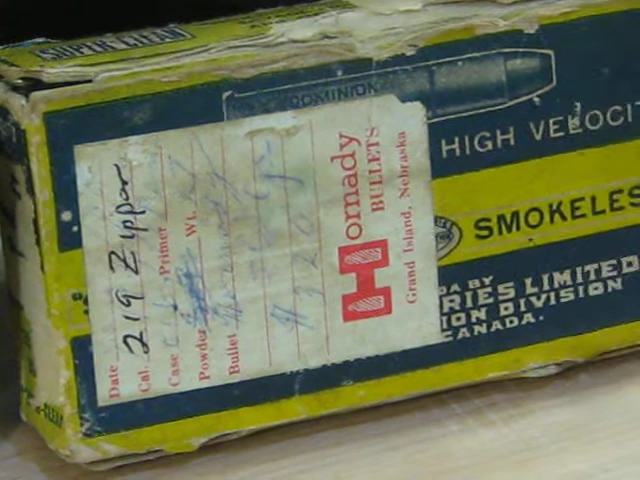 SUPER CLEAN
DOMINION
HIGH VELOCI
SMOKELES
DA BY
RIES LIMITED
ION DIVISION
CANADA.
Date
Cal. 219 Zipper
Case Primer
Powder Wt.
Bullet
Hornady
BULLETS
Grand Island, Nebraska